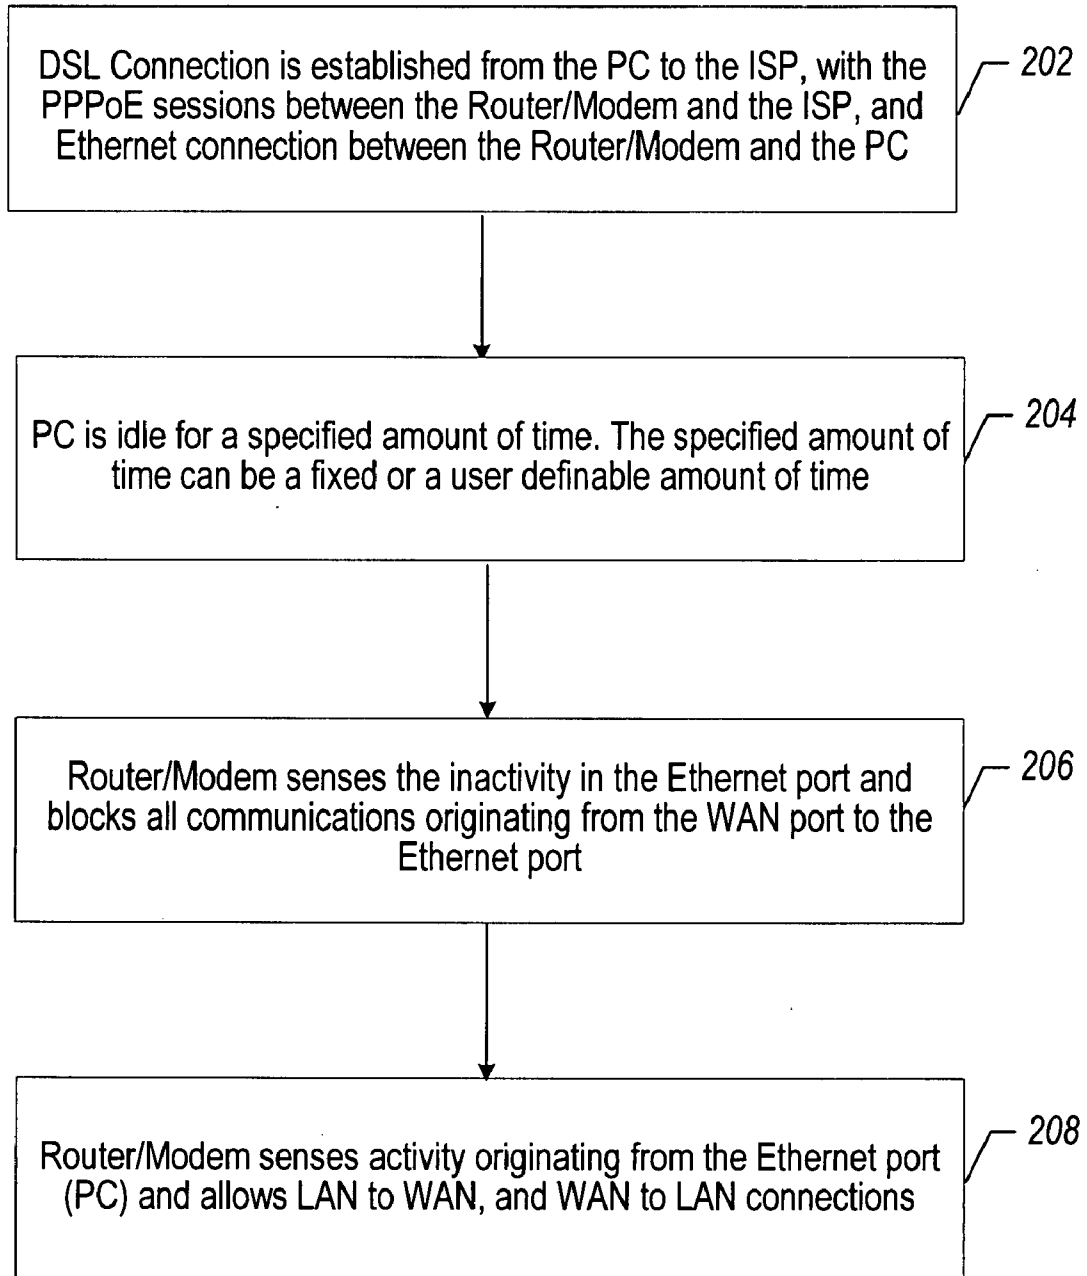 DSL Connection is established from the PC to the ISP, with the
PPPoE sessions between the Router/Modem and the ISP, and
Ethernet connection between the Router/Modem and the PC
202
PC is idle for a specified amount of time. The specified amount of
time can be a fixed or a user definable amount of time
204
Router/Modem senses the inactivity in the Ethernet port and
blocks all communications originating from the WAN port to the
Ethernet port
206
Router/Modem senses activity originating from the Ethernet port
(PC) and allows LAN to WAN, and WAN to LAN connections
208